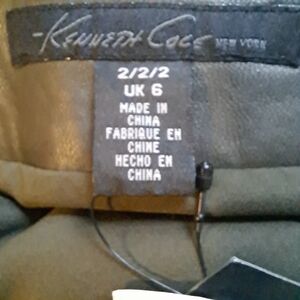 Kenneth Cole NEW YORK
2/2/2
UK 6
MADE IN
CHINA
FABRIQUE EN
CHINE
HECHO EN
CHINA